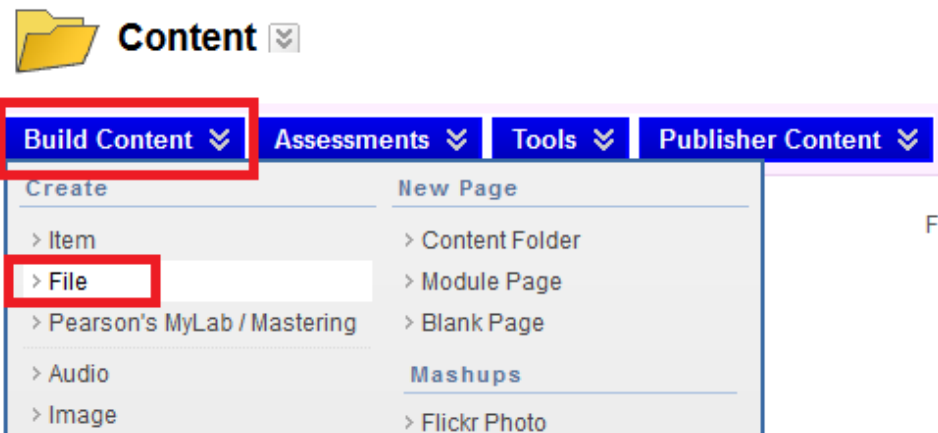 Content
Build Content Assessments Tools Publisher Content
Create
> Item
> File
> Pearson's MyLab / Mastering
> Audio
> Image
New Page
> Content Folder
> Module Page
> Blank Page
Mashups
> Flickr Photo
F